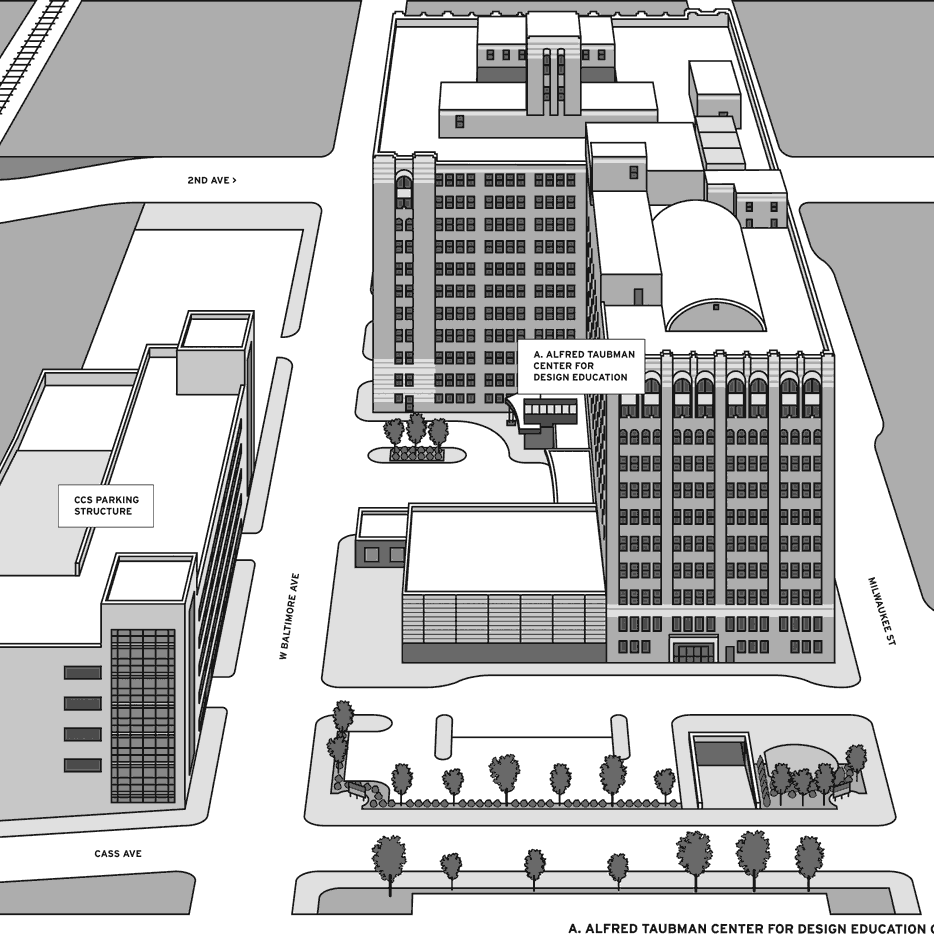 2ND AVE >
A. ALFRED TAUBMAN
CENTER FOR
DESIGN EDUCATION
CCS PARKING
STRUCTURE
W BALTIMORE AVE
MILWAUKEE ST
CASS AVE
A. ALFRED TAUBMAN CENTER FOR DESIGN EDUCATION